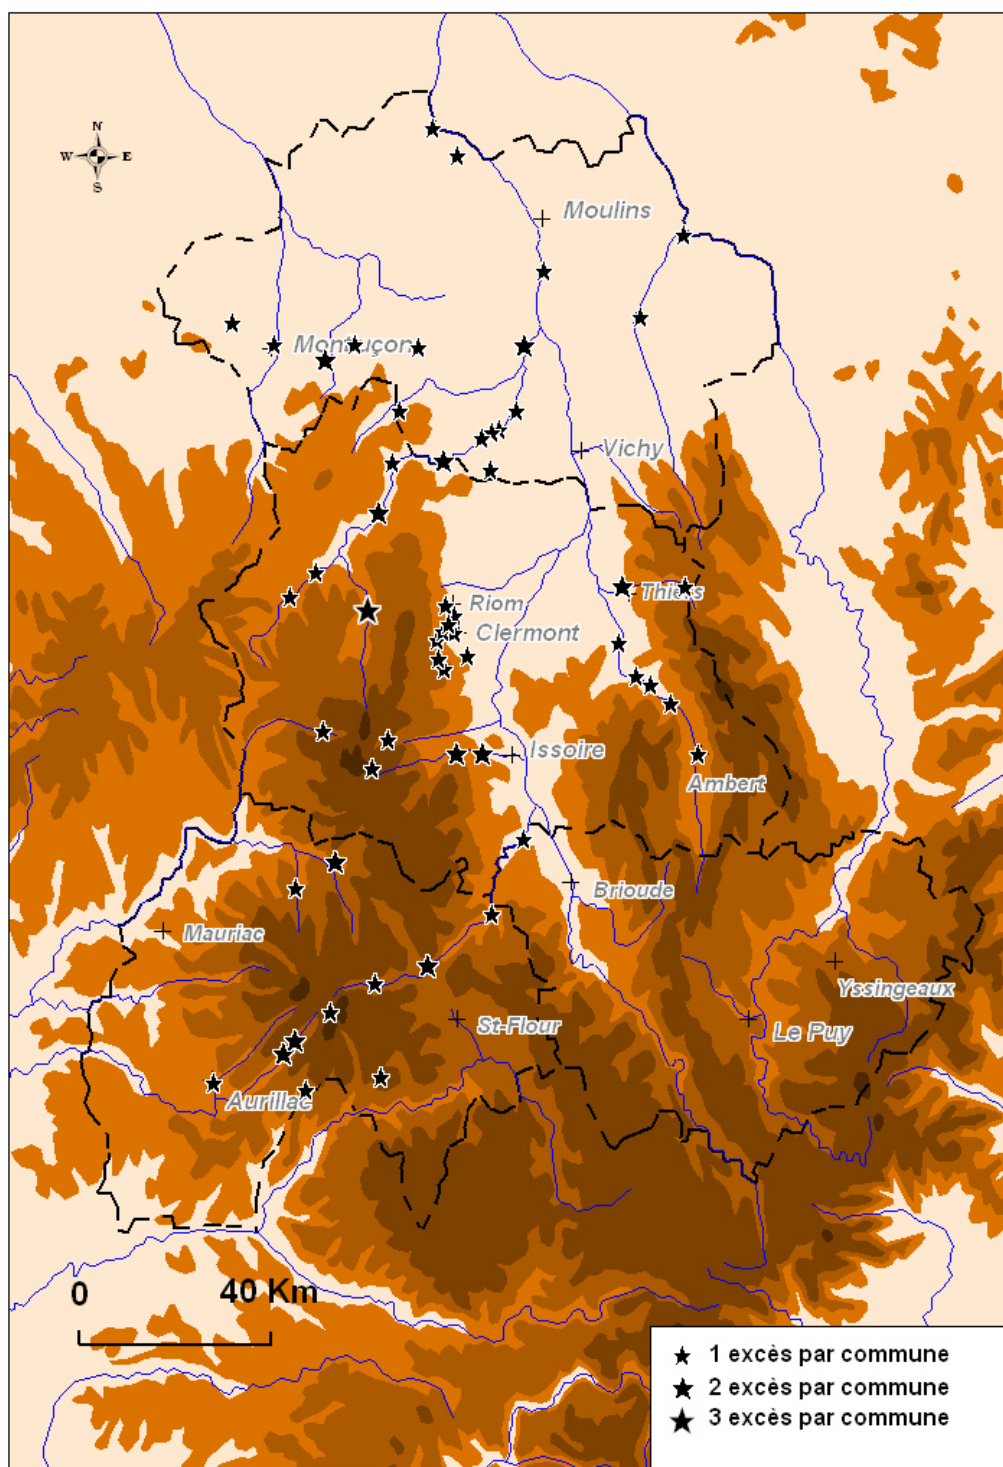 N
W E
S
Moulins
Montluçon
Vichy
Riom
Thiers
Clermont
Issoire
Ambert
Brioude
Mauriac
Yssingeaux
St-Flour
Le Puy
Aurillac
0 40 Km
1 excès par commune
2 excès par commune
3 excès par commune